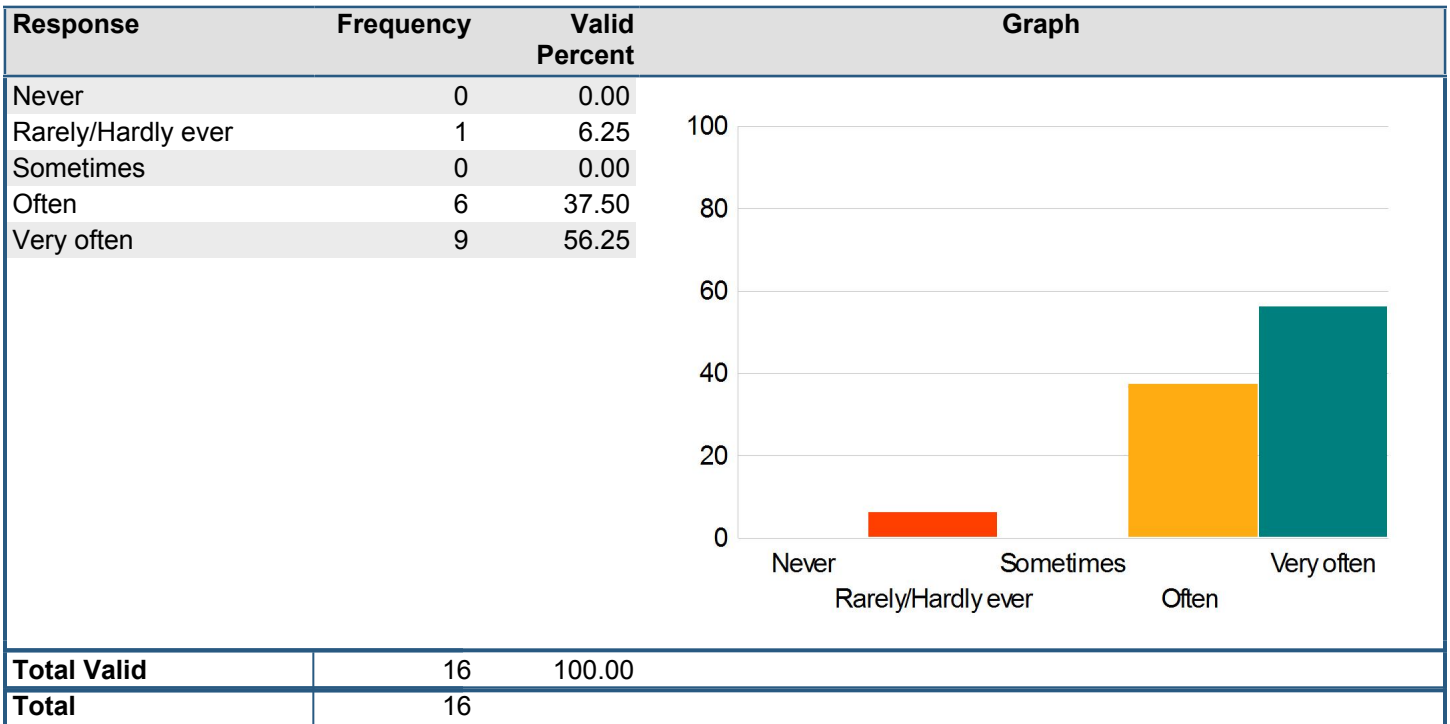 Response Frequency Valid Percent Graph
Never 0 0.00
Rarely/Hardly ever 1 6.25
Sometimes 0 0.00
Often 6 37.50
Very often 9 56.25
100
80
60
40
20
0
Never Sometimes Very often
Rarely/Hardly ever Often
Total Valid 16 100.00
Total 16